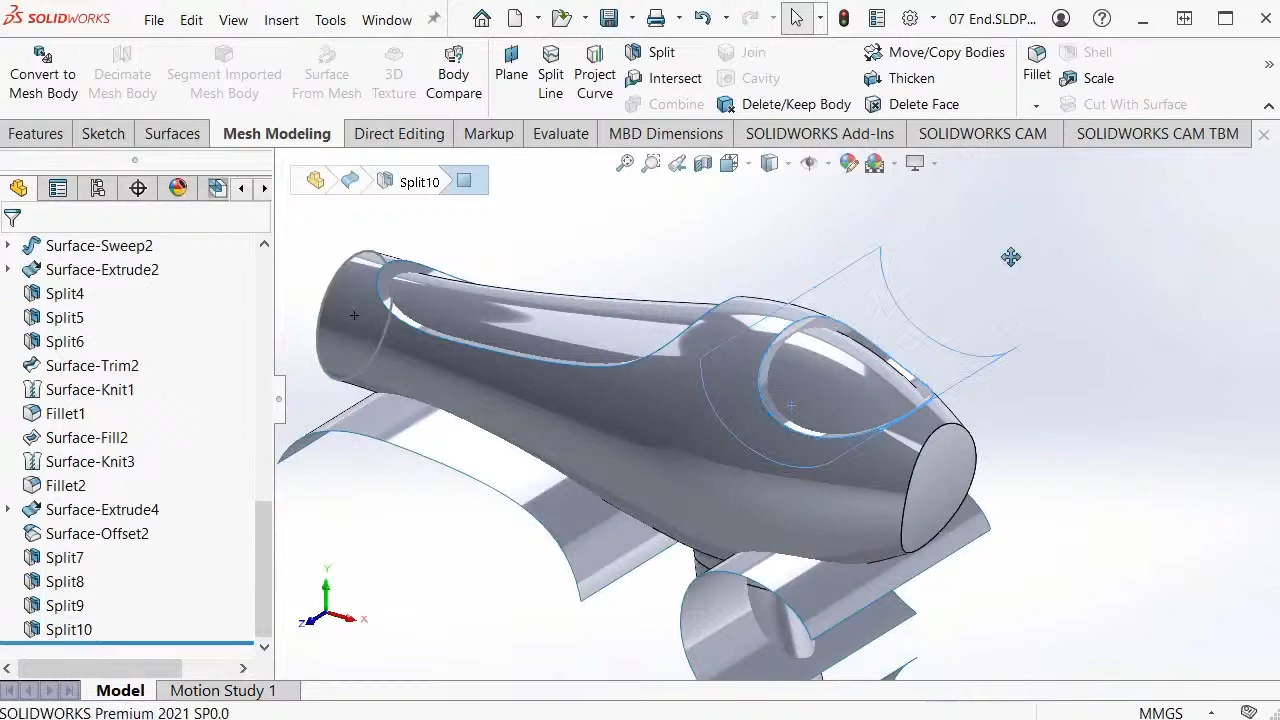 SOLIDWORKS File Edit View Insert Tools Window 07 End.SLDP...
Convert to Mesh Body
Decimate Mesh Body
Segment Imported Mesh Body
Surface From Mesh
3D Texture
Body Compare
Plane
Split Line
Project Curve
Split
Intersect
Combine
Join
Cavity
Delete/Keep Body
Move/Copy Bodies
Thicken
Delete Face
Fillet
Shell
Scale
Cut With Surface
Features Sketch Surfaces Mesh Modeling Direct Editing Markup Evaluate MBD Dimensions SOLIDWORKS Add-Ins SOLIDWORKS CAM SOLIDWORKS CAM TBM
Split10
Surface-Sweep2
Surface-Extrude2
Split4
Split5
Split6
Surface-Trim2
Surface-Knit1
Fillet1
Surface-Fill2
Surface-Knit3
Fillet2
Surface-Extrude4
Surface-Offset2
Split7
Split8
Split9
Split10
Y
X
Z
Model Motion Study 1
SOLIDWORKS Premium 2021 SP0.0 MMGS